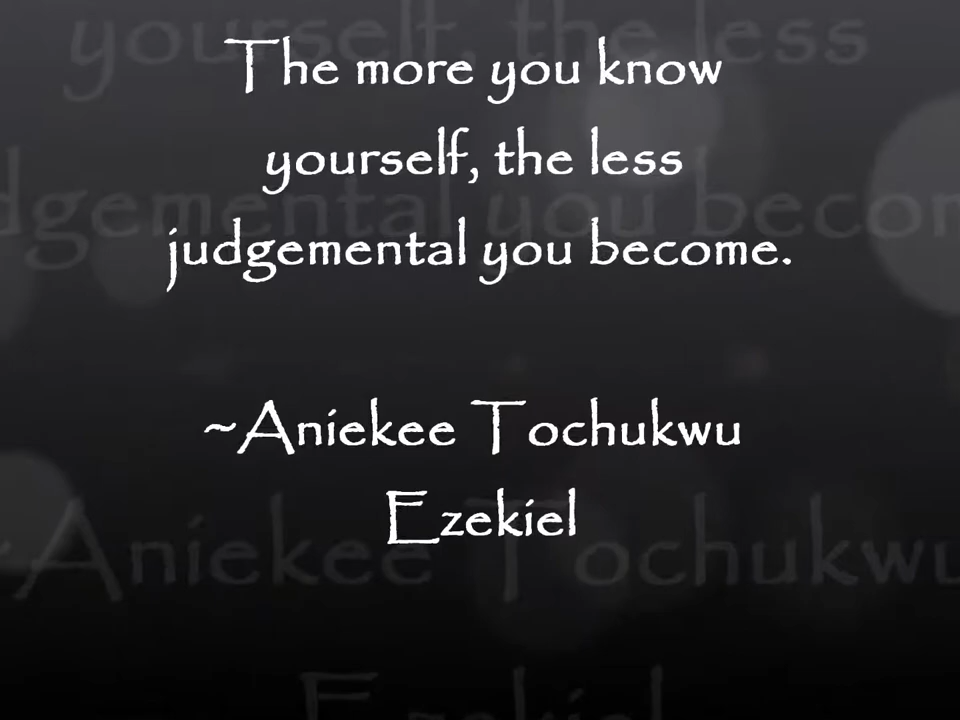 The more you know
yourself, the less
judgemental you become.
~Aniekee Tochukwu
Ezekiel